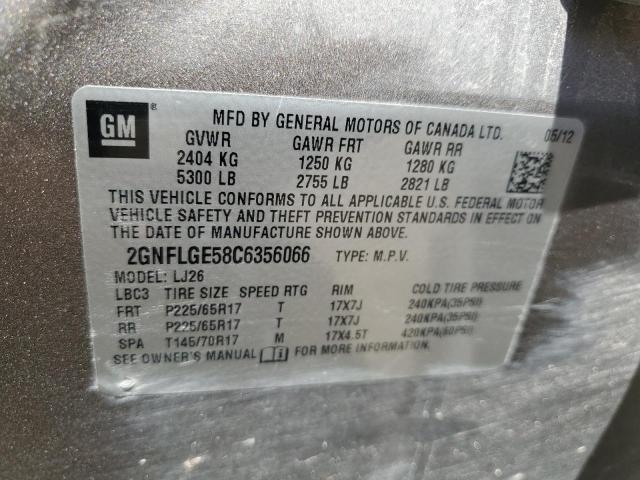 GM ®
MFD BY GENERAL MOTORS OF CANADA LTD. 05/12
GVWR GAWR FRT GAWR RR
2404 KG 1250 KG 1280 KG
5300 LB 2755 LB 2821 LB
THIS VEHICLE CONFORMS TO ALL APPLICABLE U.S. FEDERAL MOTOR
VEHICLE SAFETY AND THEFT PREVENTION STANDARDS IN EFFECT ON
THE DATE OF MANUFACTURE SHOWN ABOVE.
2GNFLGE58C6356066 TYPE: M.P.V.
MODEL: LJ26
LBC3 TIRE SIZE SPEED RTG RIM COLD TIRE PRESSURE
FRT P225/65R17 T 17X7J 240KPA(35PSI)
RR P225/65R17 T 17X7J 240KPA(35PSI)
SPA T145/70R17 M 17X4.5T 420KPA(60PSI)
SEE OWNER'S MANUAL FOR MORE INFORMATION.